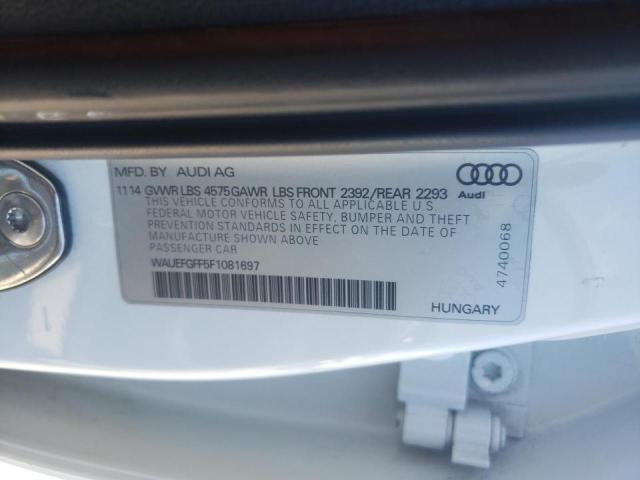 MFD. BY AUDI AG
1114 GVWR LBS 4575 GAWR LBS FRONT 2392/REAR 2293
Audi
THIS VEHICLE CONFORMS TO ALL APPLICABLE U.S.
FEDERAL MOTOR VEHICLE SAFETY, BUMPER AND THEFT
PREVENTION STANDARDS IN EFFECT ON THE DATE OF
MANUFACTURE SHOWN ABOVE
PASSENGER CAR
WAUEFGFF5F1081697
HUNGARY
4740068